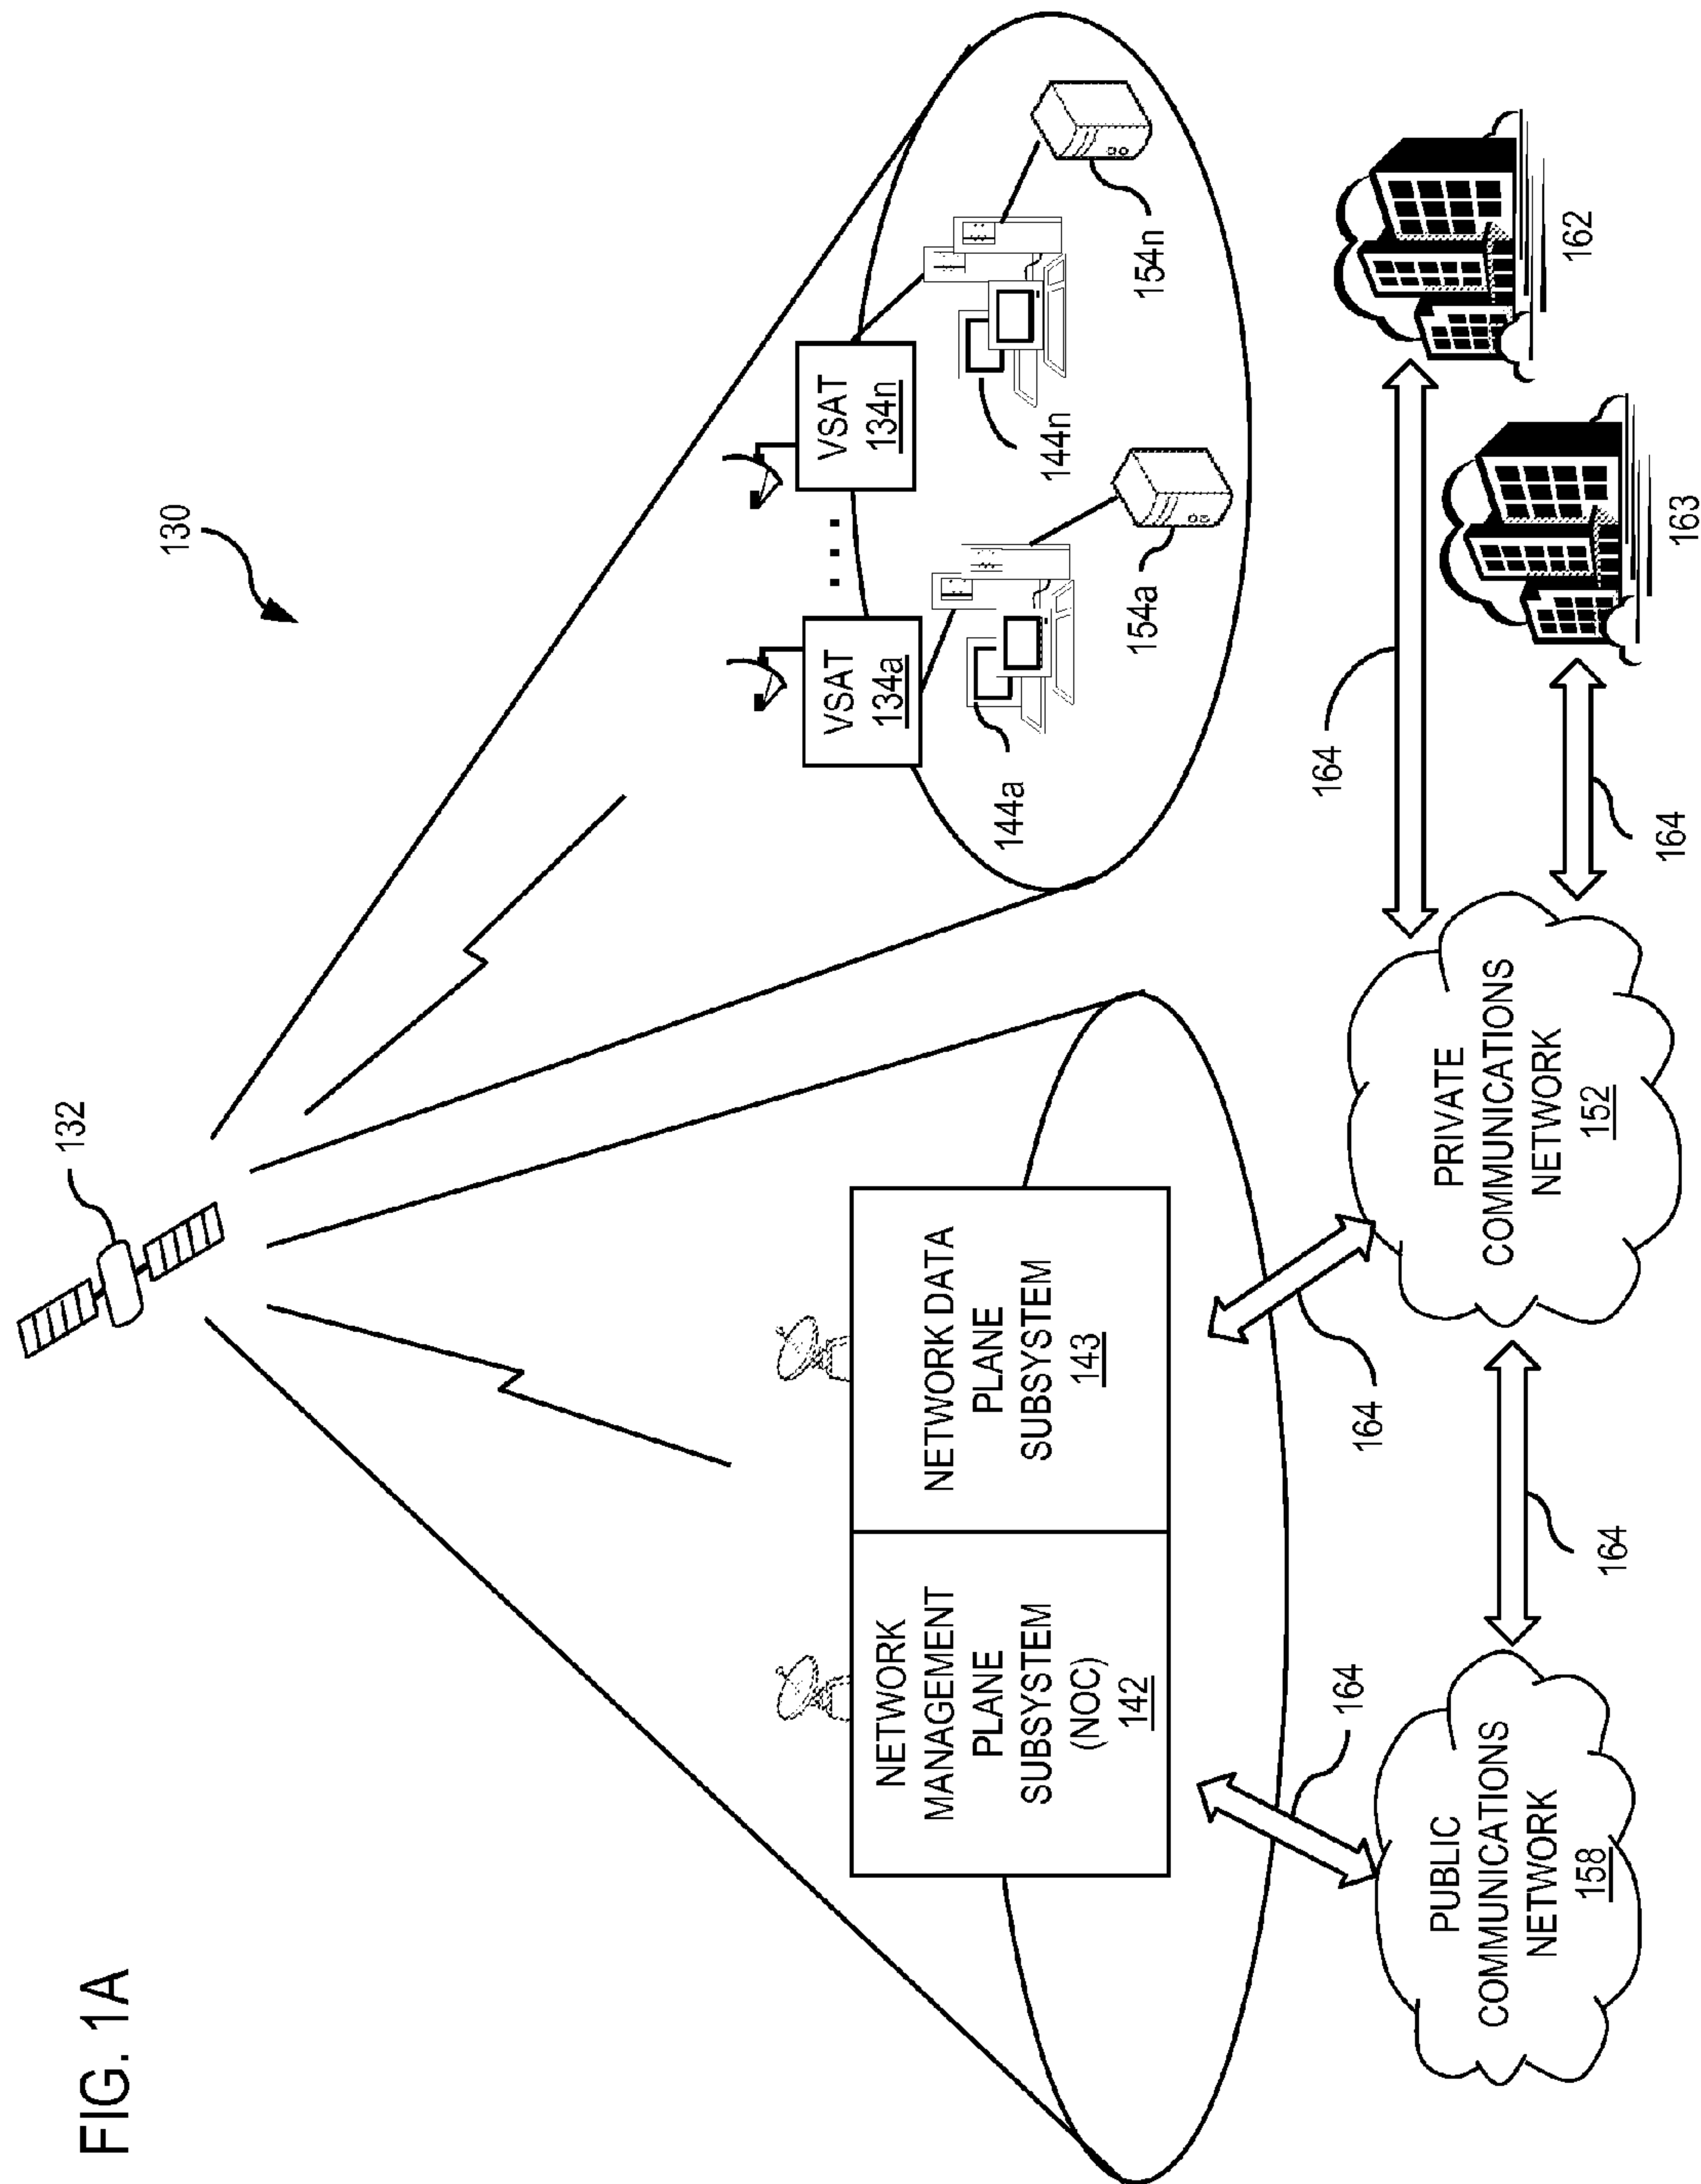 FIG. 1A
132
130
VSAT
134a
. . .
VSAT
134n
144a
154a
144n
154n
NETWORK
MANAGEMENT
PLANE
SUBSYSTEM
(NOC)
142
NETWORK DATA
PLANE
SUBSYSTEM
143
164
164
164
164
164
PUBLIC
COMMUNICATIONS
NETWORK
158
PRIVATE
COMMUNICATIONS
NETWORK
152
162
163